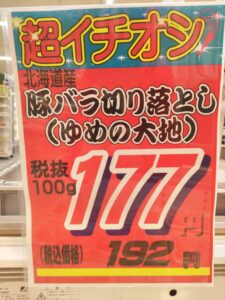 超イチオシ
北海道産
豚バラ切り落とし
(ゆめの大地)
税抜
100g
177円
(税込価格) 192円